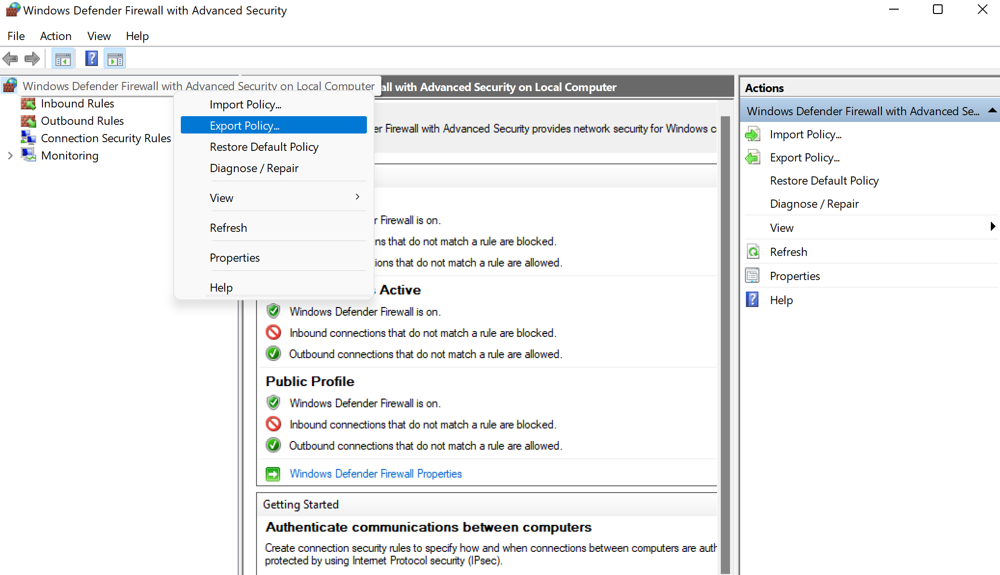 Windows Defender Firewall with Advanced Security
File Action View Help
Windows Defender Firewall with Advanced Security on Local Computer
Inbound Rules
Outbound Rules
Connection Security Rules
Monitoring
Import Policy...
Export Policy...
Restore Default Policy
Diagnose / Repair
View
Refresh
Properties
Help
all with Advanced Security on Local Computer
er Firewall with Advanced Security provides network security for Windows c
r Firewall is on.
ns that do not match a rule are blocked.
ions that do not match a rule are allowed.
s Active
Windows Defender Firewall is on.
Inbound connections that do not match a rule are blocked.
Outbound connections that do not match a rule are allowed.
Public Profile
Windows Defender Firewall is on.
Inbound connections that do not match a rule are blocked.
Outbound connections that do not match a rule are allowed.
Windows Defender Firewall Properties
Getting Started
Authenticate communications between computers
Create connection security rules to specify how and when connections between computers are auth
protected by using Internet Protocol security (IPsec).
Actions
Windows Defender Firewall with Advanced Se...
Import Policy...
Export Policy...
Restore Default Policy
Diagnose / Repair
View
Refresh
Properties
Help